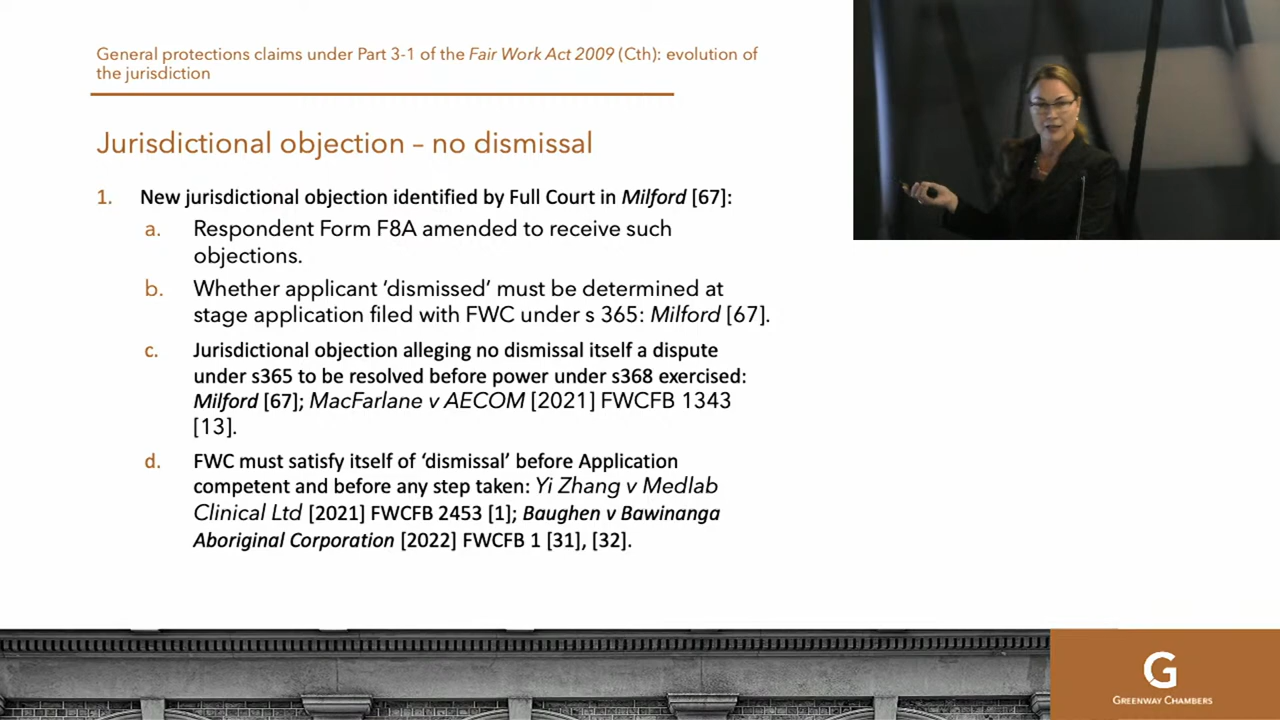 General protections claims under Part 3-1 of the Fair Work Act 2009 (Cth): evolution of
the jurisdiction
Jurisdictional objection – no dismissal
1. New jurisdictional objection identified by Full Court in Milford [67]:
a. Respondent Form F8A amended to receive such
objections.
b. Whether applicant ‘dismissed’ must be determined at
stage application filed with FWC under s 365: Milford [67].
c. Jurisdictional objection alleging no dismissal itself a dispute
under s365 to be resolved before power under s368 exercised:
Milford [67]; MacFarlane v AECOM [2021] FWCFB 1343
[13].
d. FWC must satisfy itself of ‘dismissal’ before Application
competent and before any step taken: Yi Zhang v Medlab
Clinical Ltd [2021] FWCFB 2453 [1]; Baughen v Bawinanga
Aboriginal Corporation [2022] FWCFB 1 [31], [32].
G
GREENWAY CHAMBERS